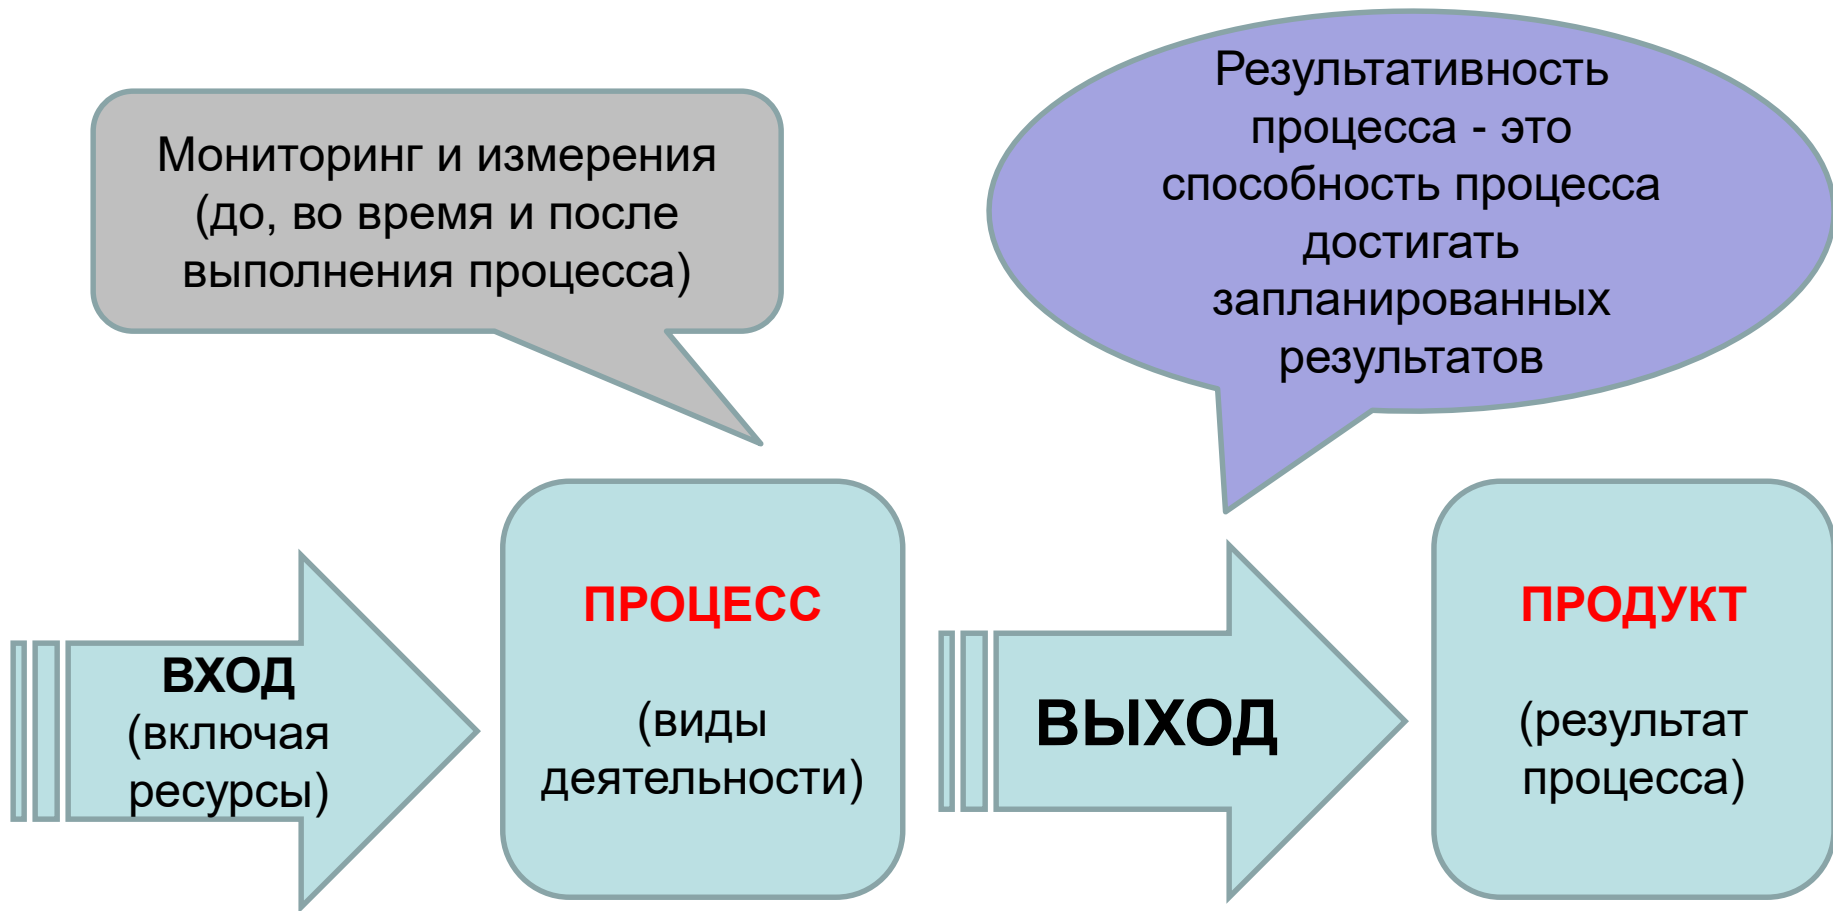 Мониторинг и измерения
(до, во время и после
выполнения процесса)
Результативность
процесса - это
способность процесса
достигать
запланированных
результатов
ВХОД
(включая
ресурсы)
ПРОЦЕСС
(виды
деятельности)
ВЫХОД
ПРОДУКТ
(результат
процесса)